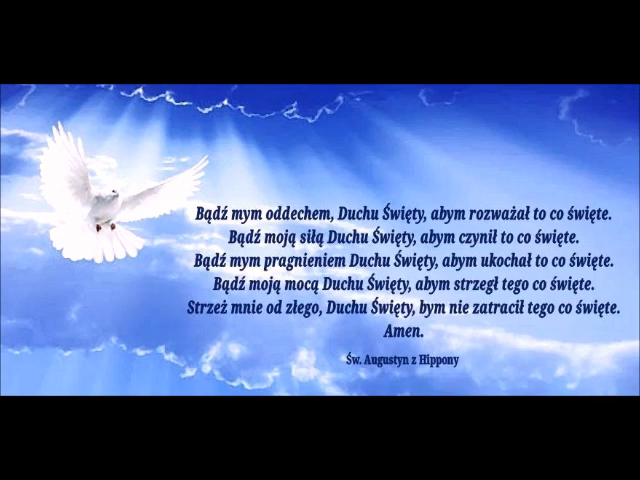 Bądź mym oddechem, Duchu Święty, abym rozważał to co święte.
Bądź moją siłą Duchu Święty, abym czynił to co święte.
Bądź mym pragnieniem Duchu Święty, abym ukochał to co święte.
Bądź moją mocą Duchu Święty, abym strzegł tego co święte.
Strzeż mnie od złego, Duchu Święty, bym nie zatracił tego co święte.
Amen.
Św. Augustyn z Hippony